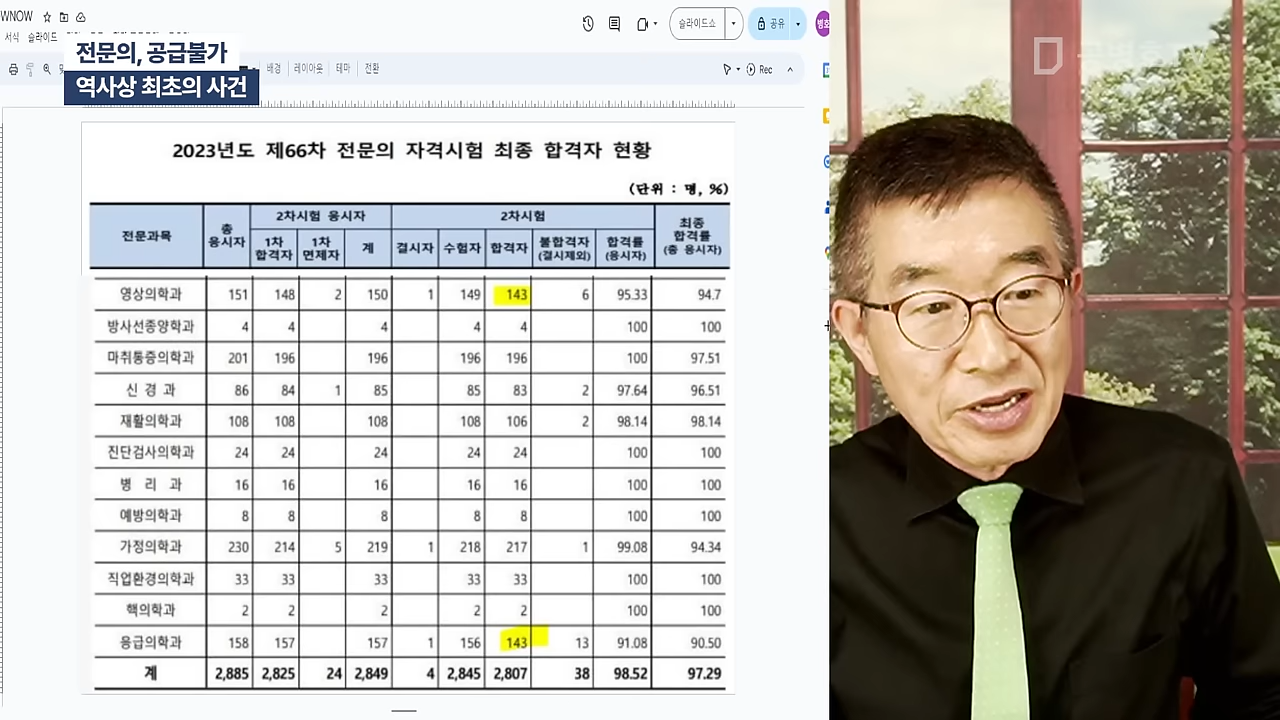 WNOW
서식 슬라이드
슬라이드쇼
공유
병호
전문의, 공급불가
역사상 최초의 사건
배경 레이아웃 테마 전환
Rec
2023년도 제66차 전문의 자격시험 최종 합격자 현황
(단위 : 명, %)
전문과목 총 응시자 2차시험 응시자 2차시험 최종 합격률 (총 응시자)
1차 합격자 1차 면제자 계 결시자 수험자 합격자 불합격자 (결시제외) 합격률 (응시자)
영상의학과 151 148 2 150 1 149 143 6 95.33 94.7
방사선종양학과 4 4 4 4 4 100 100
마취통증의학과 201 196 196 196 196 100 97.51
신 경 과 86 84 1 85 85 83 2 97.64 96.51
재활의학과 108 108 108 108 106 2 98.14 98.14
진단검사의학과 24 24 24 24 24 100 100
병 리 과 16 16 16 16 16 100 100
예방의학과 8 8 8 8 8 100 100
가정의학과 230 214 5 219 1 218 217 1 99.08 94.34
직업환경의학과 33 33 33 33 33 100 100
핵의학과 2 2 2 2 2 100 100
응급의학과 158 157 157 1 156 143 13 91.08 90.50
계 2,885 2,825 24 2,849 4 2,845 2,807 38 98.52 97.29